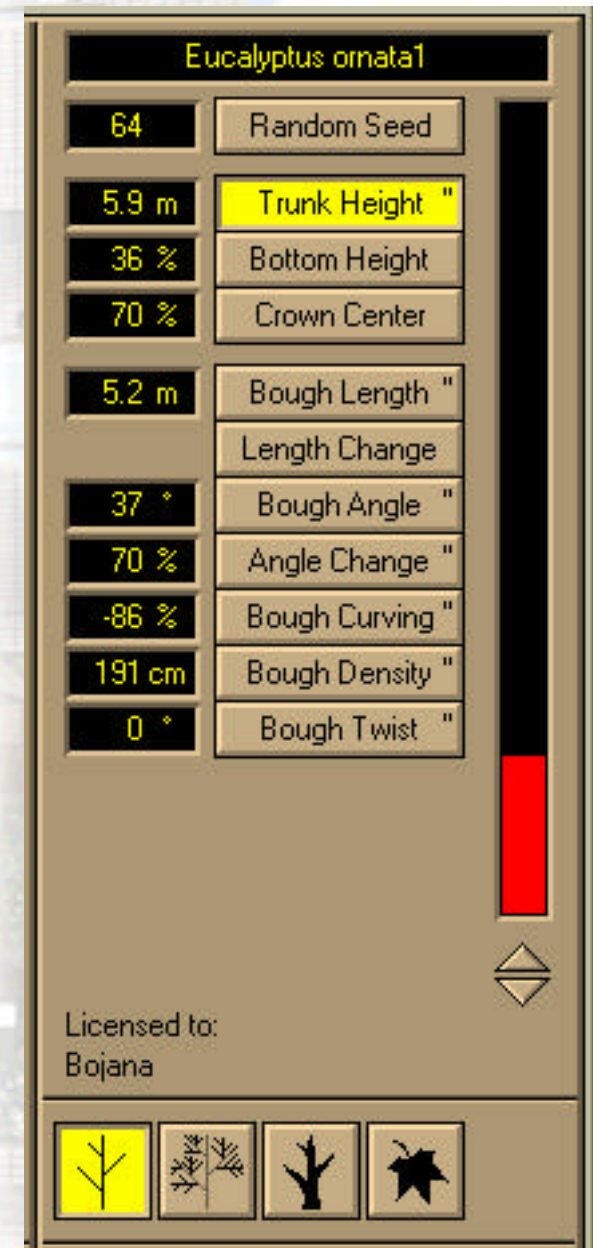 Eucalyptus ornata1
64 Random Seed
5.9 m Trunk Height "
36 % Bottom Height
70 % Crown Center
5.2 m Bough Length "
Length Change
37 ° Bough Angle "
70 % Angle Change "
-86 % Bough Curving "
191 cm Bough Density "
0 ° Bough Twist "
Licensed to:
Bojana